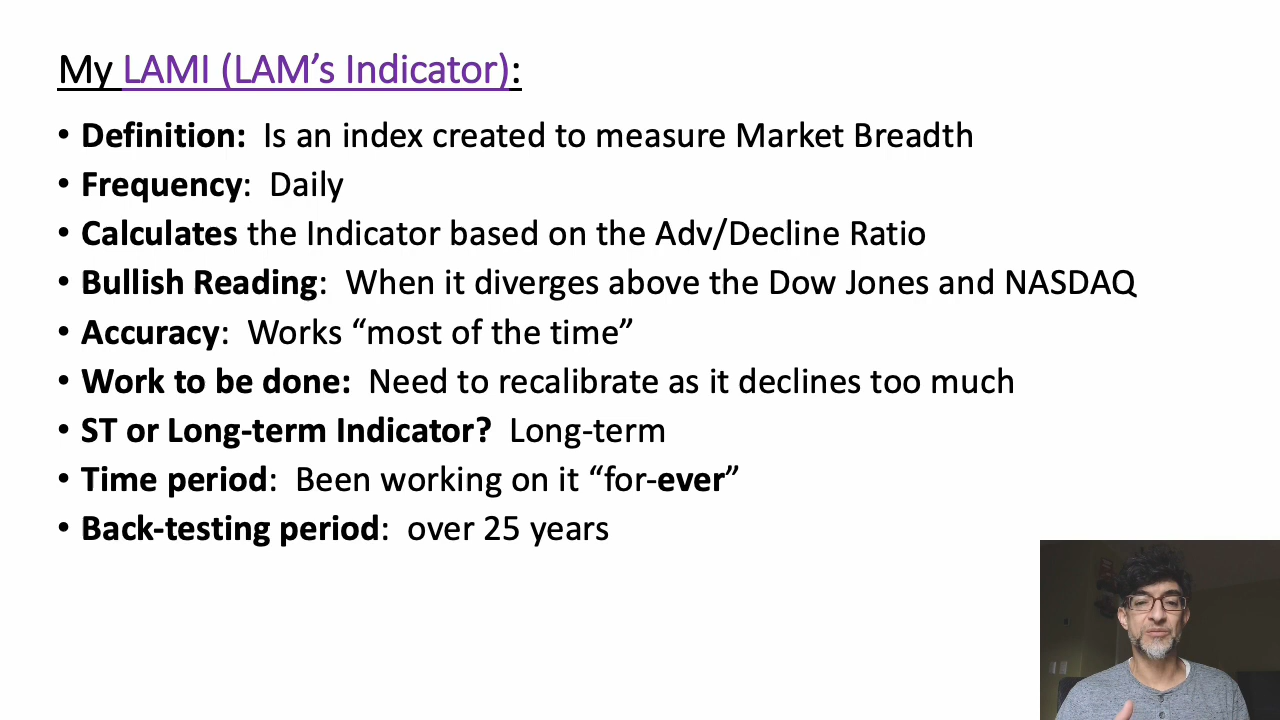 My LAMI (LAM’s Indicator):
• Definition: Is an index created to measure Market Breadth
• Frequency: Daily
• Calculates the Indicator based on the Adv/Decline Ratio
• Bullish Reading: When it diverges above the Dow Jones and NASDAQ
• Accuracy: Works “most of the time”
• Work to be done: Need to recalibrate as it declines too much
• ST or Long-term Indicator? Long-term
• Time period: Been working on it “for-ever”
• Back-testing period: over 25 years